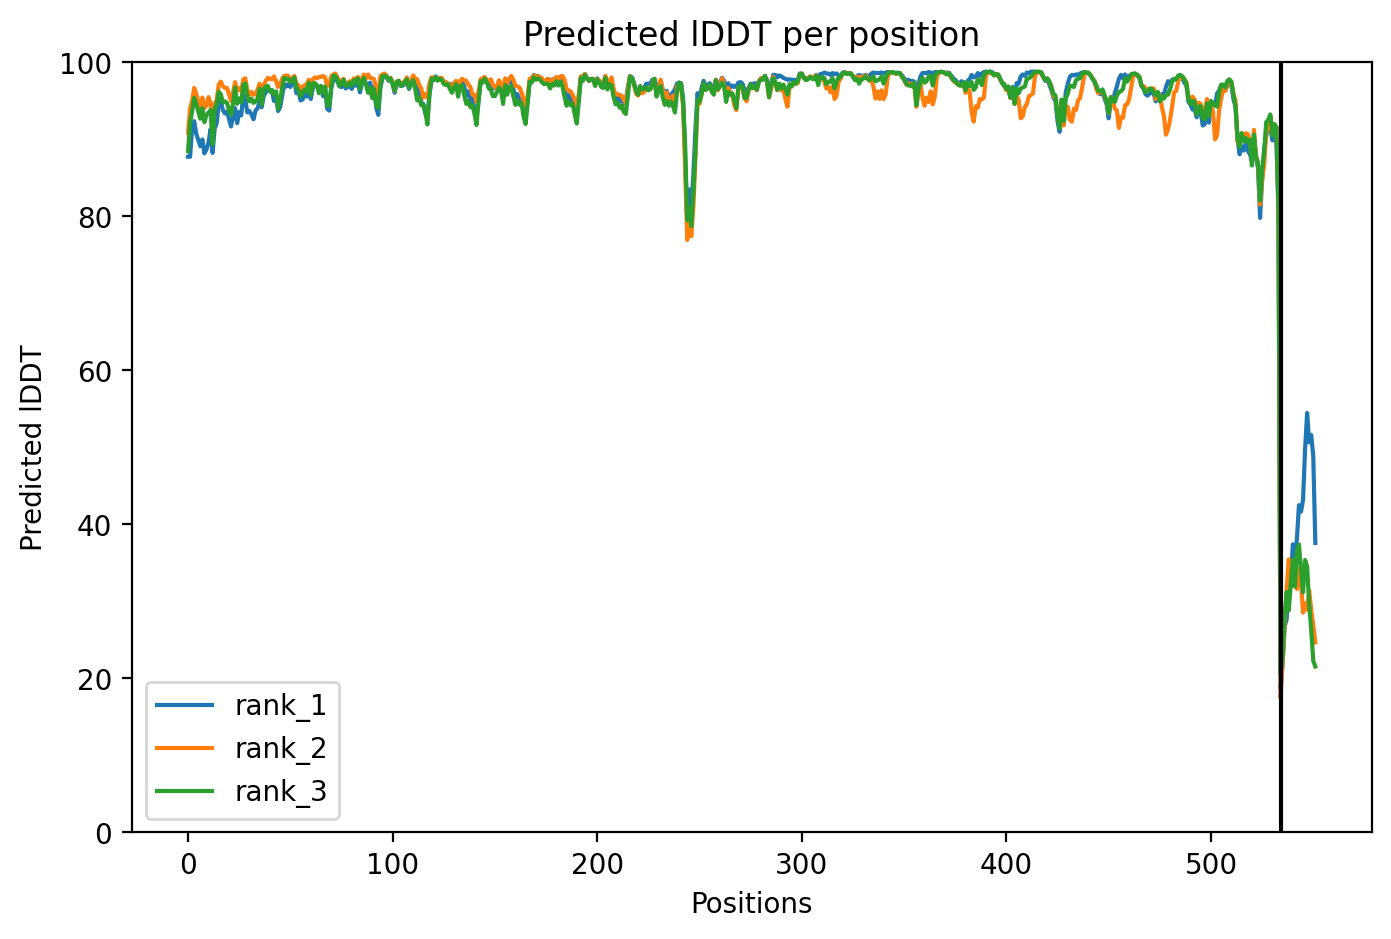 Predicted lDDT per position
Predicted lDDT
100
80
60
40
20
0
rank_1
rank_2
rank_3
0 100 200 300 400 500
Positions